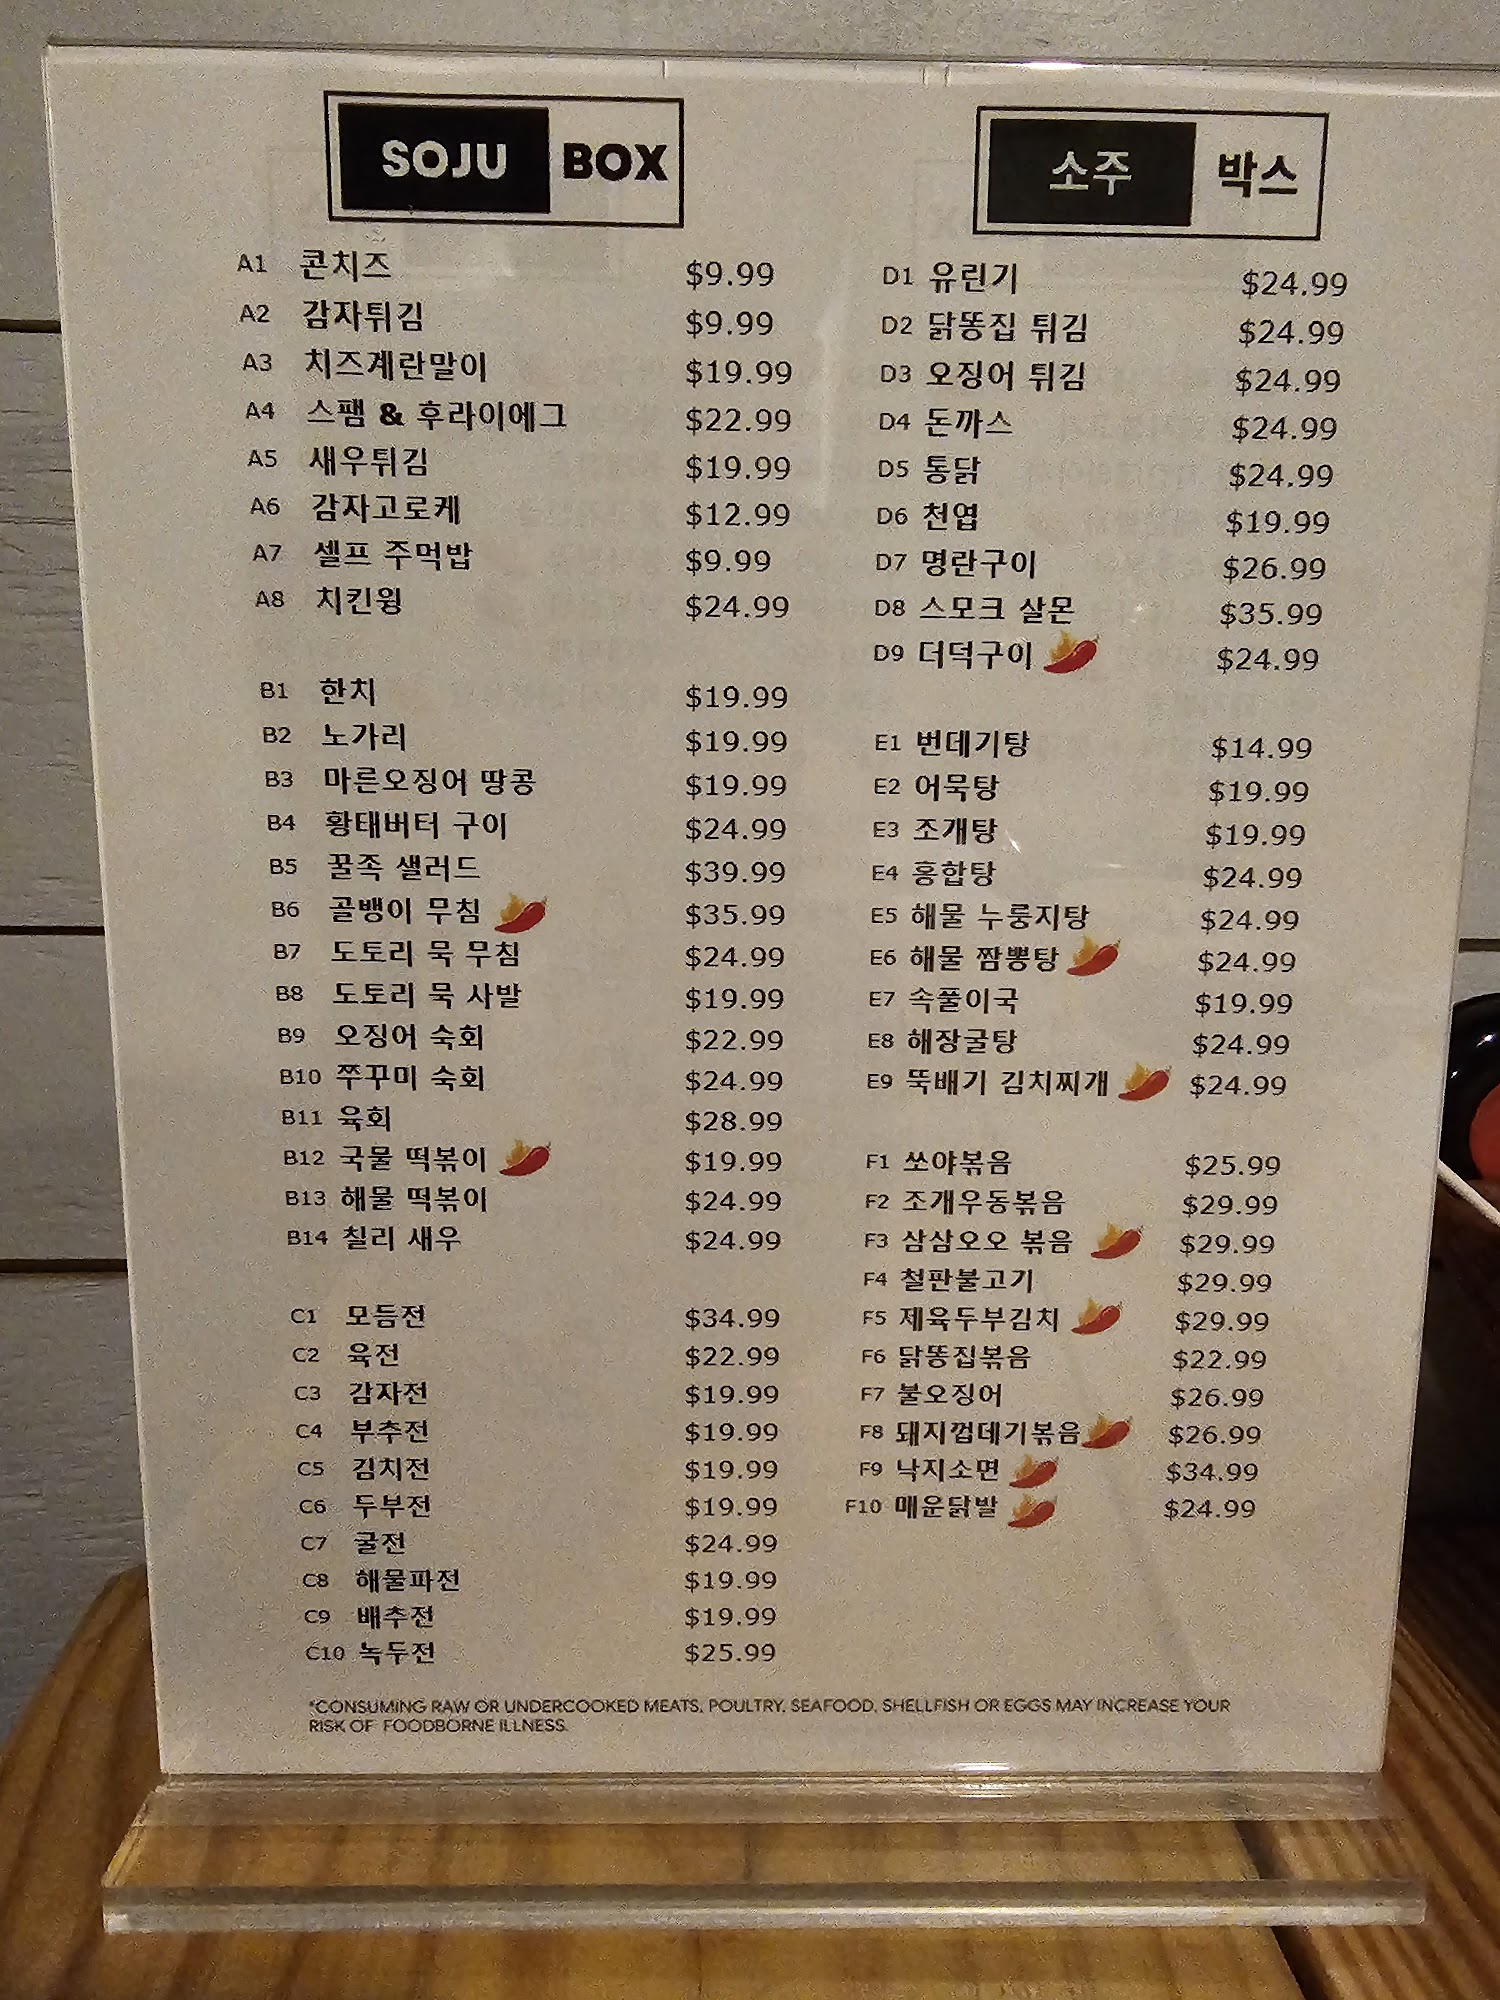 SOJU BOX
A1 콘치즈 $9.99
A2 감자튀김 $9.99
A3 치즈계란말이 $19.99
A4 스팸 & 후라이에그 $22.99
A5 새우튀김 $19.99
A6 감자고로케 $12.99
A7 셀프 주먹밥 $9.99
A8 치킨윙 $24.99
B1 한치 $19.99
B2 노가리 $19.99
B3 마른오징어 땅콩 $19.99
B4 황태버터 구이 $24.99
B5 꿀족 샐러드 $39.99
B6 골뱅이 무침 $35.99
B7 도토리 묵 무침 $24.99
B8 도토리 묵 사발 $19.99
B9 오징어 숙회 $22.99
B10 쭈꾸미 숙회 $24.99
B11 육회 $28.99
B12 국물 떡볶이 $19.99
B13 해물 떡볶이 $24.99
B14 칠리 새우 $24.99
C1 모듬전 $34.99
C2 육전 $22.99
C3 감자전 $19.99
C4 부추전 $19.99
C5 김치전 $19.99
C6 두부전 $19.99
C7 굴전 $24.99
C8 해물파전 $19.99
C9 배추전 $19.99
C10 녹두전 $25.99
소주 박스
D1 유린기 $24.99
D2 닭똥집 튀김 $24.99
D3 오징어 튀김 $24.99
D4 돈까스 $24.99
D5 통닭 $24.99
D6 천엽 $19.99
D7 명란구이 $26.99
D8 스모크 살몬 $35.99
D9 더덕구이 $24.99
E1 번데기탕 $14.99
E2 어묵탕 $19.99
E3 조개탕 $19.99
E4 홍합탕 $24.99
E5 해물 누룽지탕 $24.99
E6 해물 짬뽕탕 $24.99
E7 속풀이국 $19.99
E8 해장굴탕 $24.99
E9 뚝배기 김치찌개 $24.99
F1 쏘야볶음 $25.99
F2 조개우동볶음 $29.99
F3 삼삼오오 볶음 $29.99
F4 철판불고기 $29.99
F5 제육두부김치 $29.99
F6 닭똥집볶음 $22.99
F7 불오징어 $26.99
F8 돼지껍데기볶음 $26.99
F9 낙지소면 $34.99
F10 매운닭발 $24.99
*CONSUMING RAW OR UNDERCOOKED MEATS, POULTRY, SEAFOOD, SHELLFISH OR EGGS MAY INCREASE YOUR
RISK OF FOODBORNE ILLNESS.